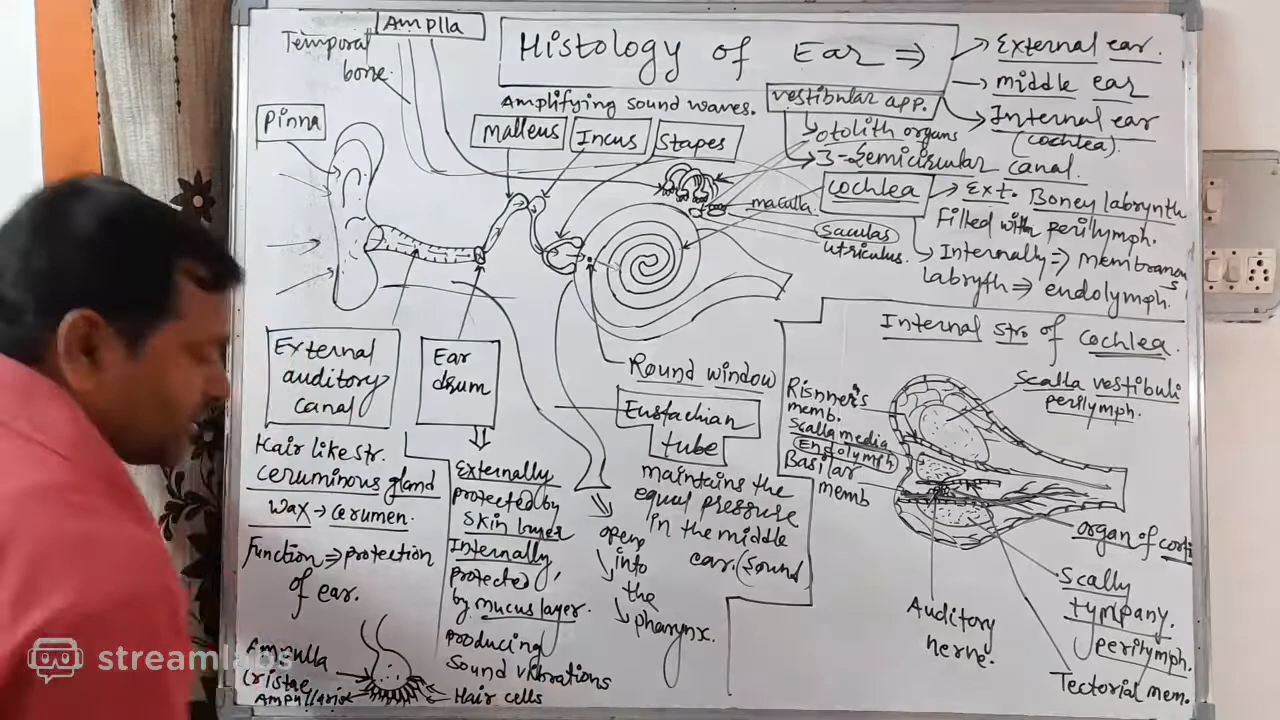 Amplla
Temporal
bone.
Histology of Ear ⇒
→ External ear.
→ middle ear
→ Internal ear
(cochlea).
Pinna
Amplifying sound waves.
Malleus
Incus
Stapes
vestibular app.
otolith organs
3-Semicircular canal.
cochlea
→ Ext. Boney labrynth
Filled with perilymph.
→ Internally ⇒ membranous
Labryth ⇒ endolymph.
maculla.
Saculas
utriculus.
External
auditory
canal
Ear
drum
Round window
Eustachian
tube
maintains the
equal pressure
in the middle
ear. (sound
Hair like str.
ceruminous gland
wax → cerumen.
Function ⇒ protection
of ear.
Externally
protected by
skin layer
Internally,
protected
by mucus layer.
producing
sound vibrations
opens
into
the
pharynx.
Ampulla
cristae
Ampullaris
Hair cells
Internal str. of cochlea.
Scalla vestibuli
perilymph.
Risnner's
memb.
Scalla media
Endolymph
Basilar
memb
organ of corti
Scally
tympany.
perilymph.
Auditory
nerve.
Tectorial mem.
streamlabs